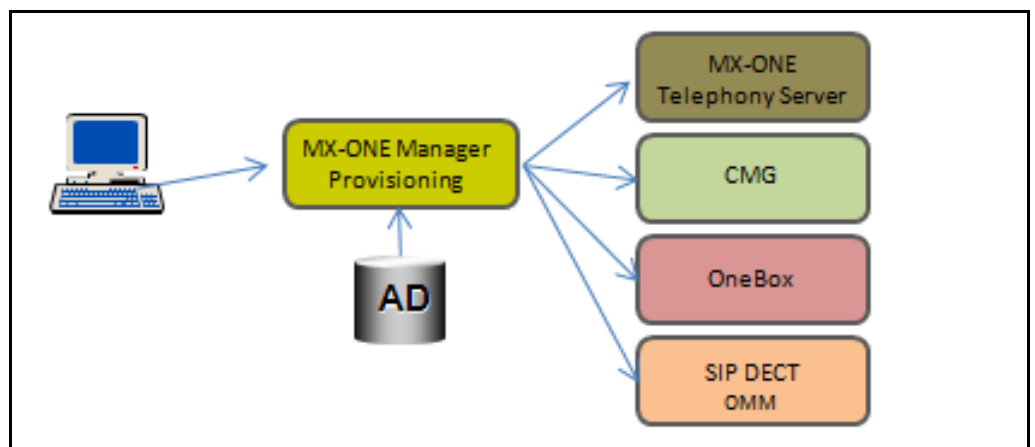 MX-ONE
Telephony Server
MX-ONE Manager
Provisioning
CMG
AD
OneBox
SIP DECT
OMM